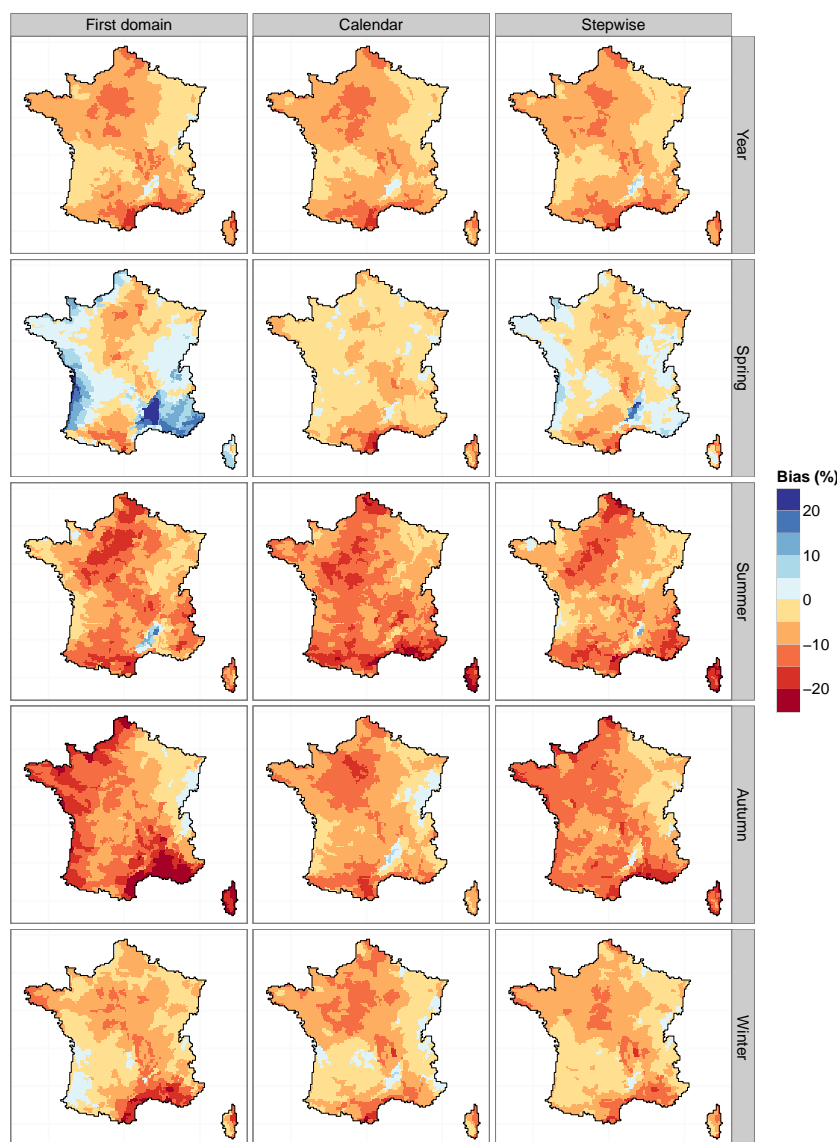 First domain Calendar Stepwise
Year
Spring
Summer
Autumn
Winter
Bias (%)
20
10
0
−10
−20